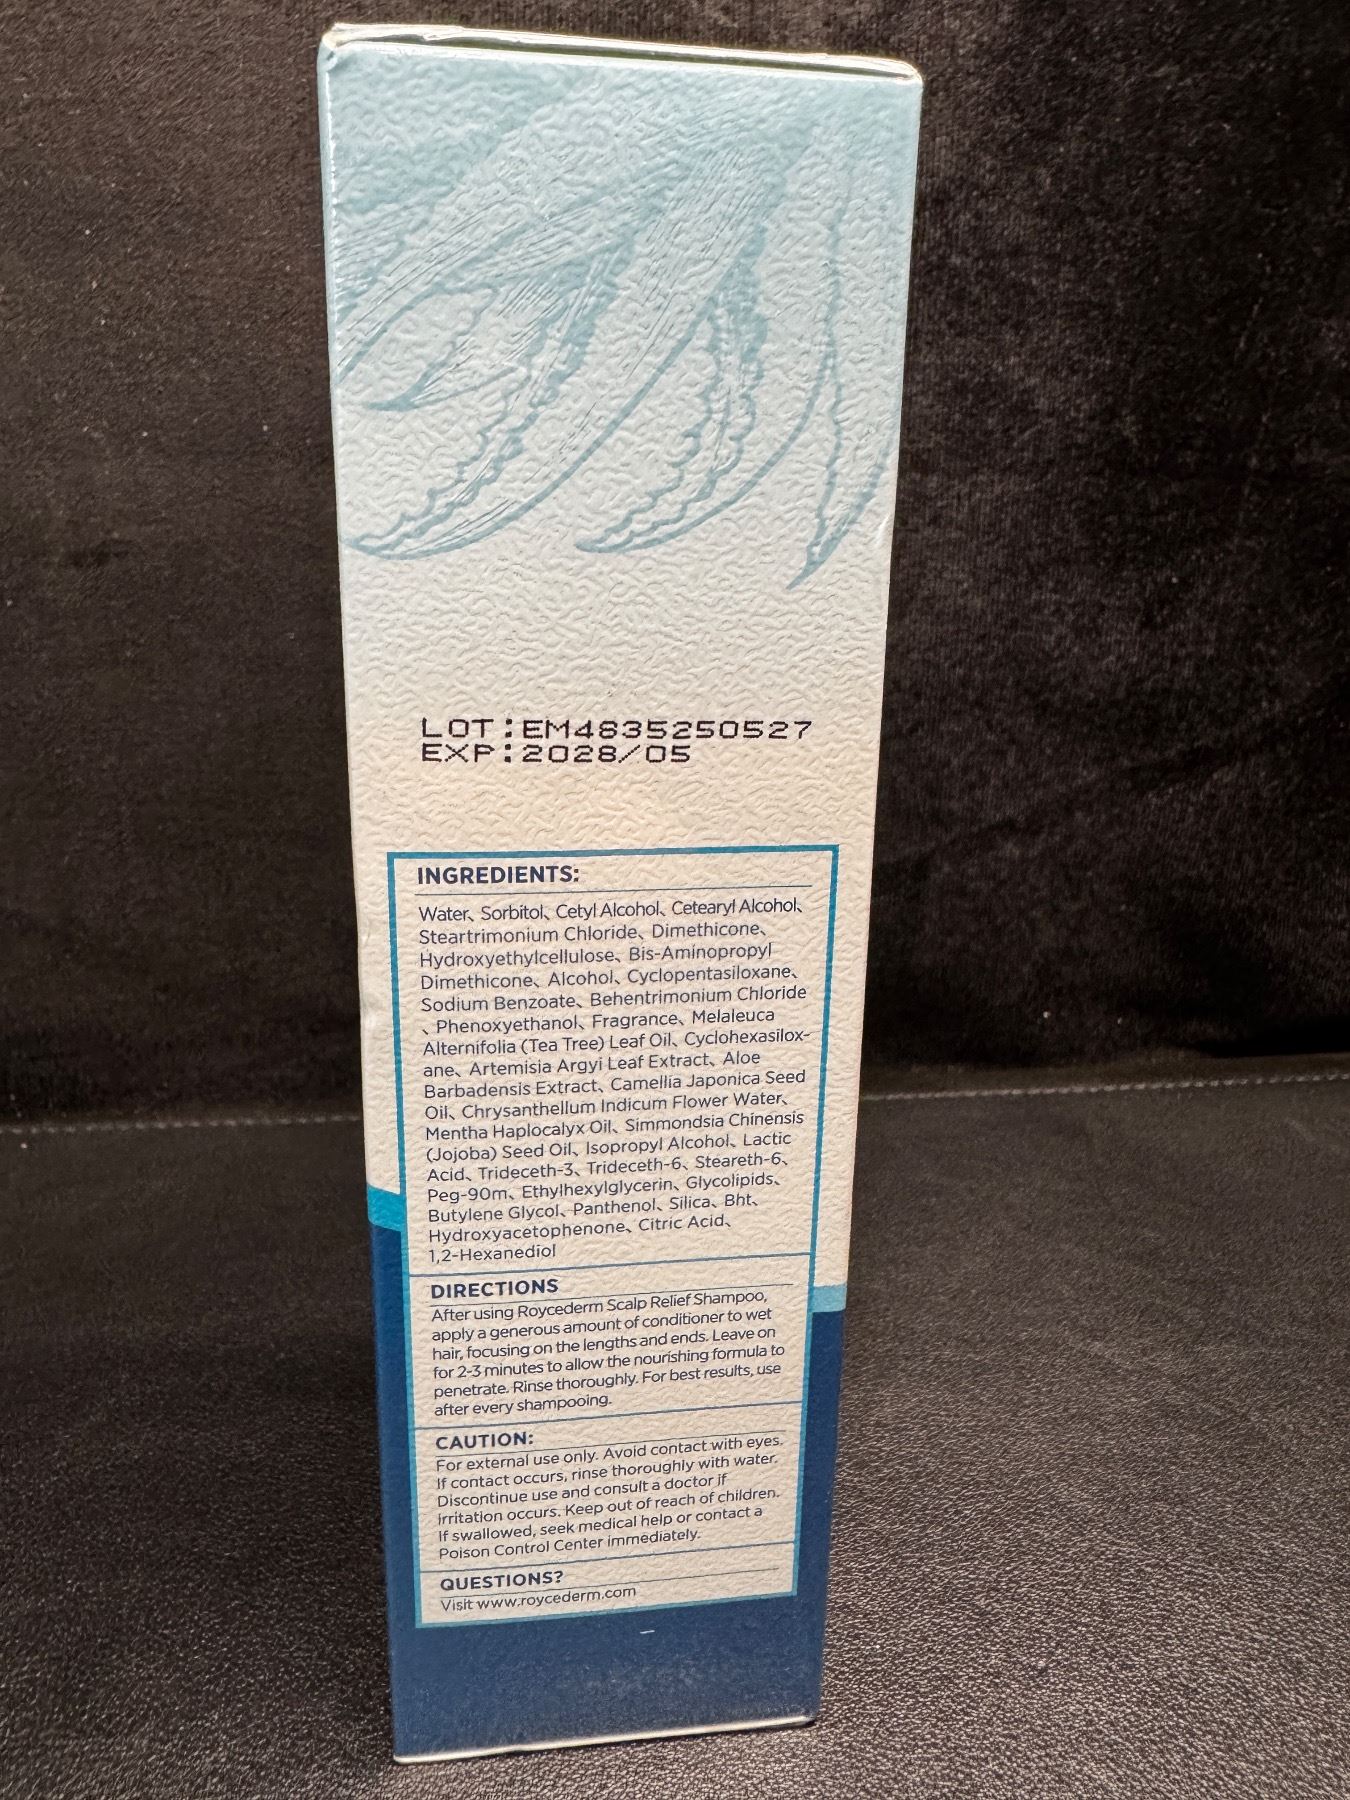 LOT:EM4835250527
EXP:2028/05
INGREDIENTS:
Water、Sorbitol、Cetyl Alcohol、Cetearyl Alcohol、
Steartrimonium Chloride、Dimethicone、
Hydroxyethylcellulose、Bis-Aminopropyl
Dimethicone、Alcohol、Cyclopentasiloxane、
Sodium Benzoate、Behentrimonium Chloride
、Phenoxyethanol、Fragrance、Melaleuca
Alternifolia (Tea Tree) Leaf Oil、Cyclohexasilox-
ane、Artemisia Argyi Leaf Extract、Aloe
Barbadensis Extract、Camellia Japonica Seed
Oil、Chrysanthellum Indicum Flower Water、
Mentha Haplocalyx Oil、Simmondsia Chinensis
(Jojoba) Seed Oil、Isopropyl Alcohol、Lactic
Acid、Trideceth-3、Trideceth-6、Steareth-6、
Peg-90m、Ethylhexylglycerin、Glycolipids、
Butylene Glycol、Panthenol、Silica、Bht、
Hydroxyacetophenone、Citric Acid、
1,2-Hexanediol
DIRECTIONS
After using Roycederm Scalp Relief Shampoo,
apply a generous amount of conditioner to wet
hair, focusing on the lengths and ends. Leave on
for 2-3 minutes to allow the nourishing formula to
penetrate. Rinse thoroughly. For best results, use
after every shampooing.
CAUTION:
For external use only. Avoid contact with eyes.
If contact occurs, rinse thoroughly with water.
Discontinue use and consult a doctor if
irritation occurs. Keep out of reach of children.
If swallowed, seek medical help or contact a
Poison Control Center immediately.
QUESTIONS?
Visit www.roycederm.com